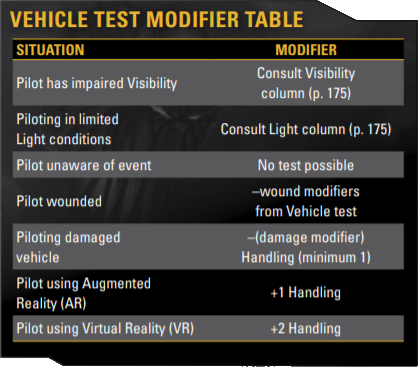 VEHICLE TEST MODIFIER TABLE
SITUATION MODIFIER
Pilot has impaired Visibility Consult Visibility
column (p. 175)
Piloting in limited
Light conditions Consult Light column (p. 175)
Pilot unaware of event No test possible
Pilot wounded –wound modifiers
from Vehicle test
Piloting damaged –(damage modifier)
vehicle Handling (minimum 1)
Pilot using Augmented
Reality (AR) +1 Handling
Pilot using Virtual Reality (VR) +2 Handling